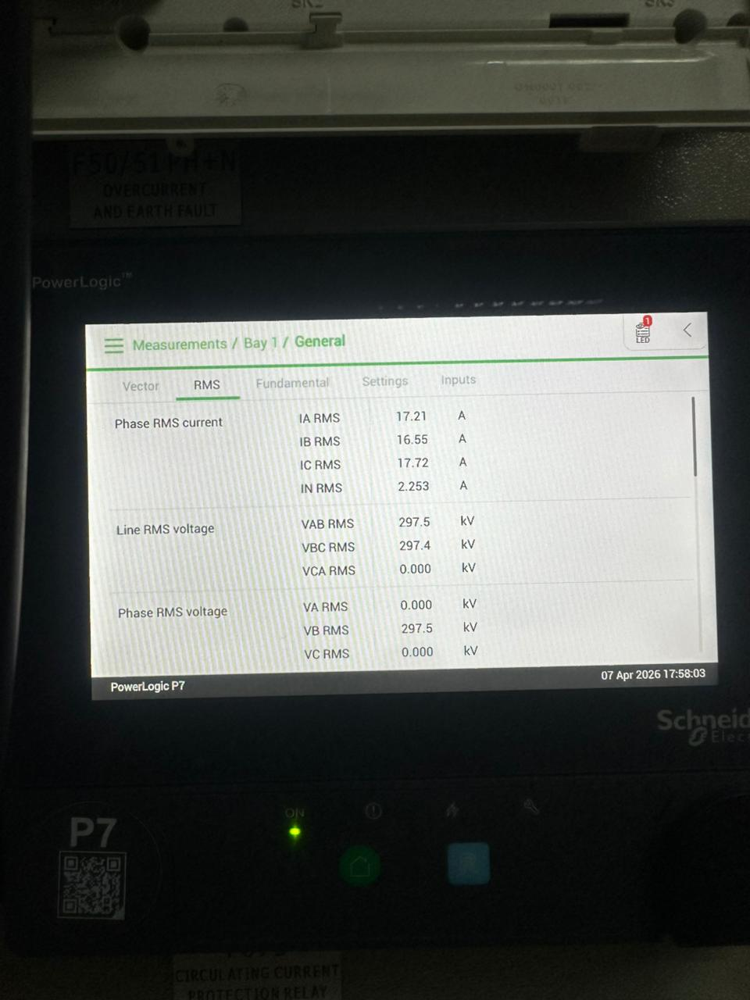 F50/51 PH+N
OVERCURRENT
AND EARTH FAULT
PowerLogic™
Measurements / Bay 1 / General
1
LED
Vector RMS Fundamental Settings Inputs
Phase RMS current IA RMS 17.21 A
IB RMS 16.55 A
IC RMS 17.72 A
IN RMS 2.253 A
Line RMS voltage VAB RMS 297.5 kV
VBC RMS 297.4 kV
VCA RMS 0.000 kV
Phase RMS voltage VA RMS 0.000 kV
VB RMS 297.5 kV
VC RMS 0.000 kV
PowerLogic P7 07 Apr 2026 17:58:03
Schneid
Elec
ON
P7
CIRCULATING CURRENT
PROTECTION RELAY